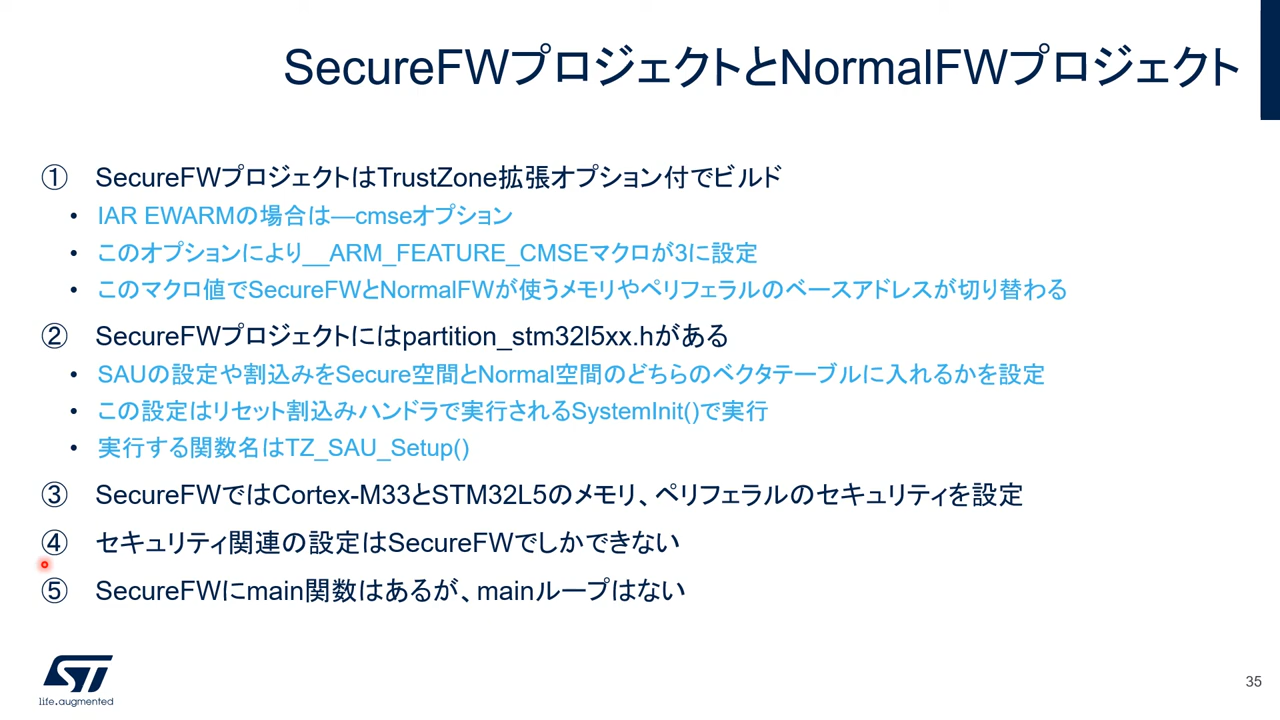 SecureFWプロジェクトとNormalFWプロジェクト
① SecureFWプロジェクトはTrustZone拡張オプション付でビルド
• IAR EWARMの場合は—cmseオプション
• このオプションにより__ARM_FEATURE_CMSEマクロが3に設定
• このマクロ値でSecureFWとNormalFWが使うメモリやペリフェラルのベースアドレスが切り替わる
② SecureFWプロジェクトにはpartition_stm32l5xx.hがある
• SAUの設定や割込みをSecure空間とNormal空間のどちらのベクタテーブルに入れるかを設定
• この設定はリセット割込みハンドラで実行されるSystemInit()で実行
• 実行する関数名はTZ_SAU_Setup()
③ SecureFWではCortex-M33とSTM32L5のメモリ、ペリフェラルのセキュリティを設定
④ セキュリティ関連の設定はSecureFWでしかできない
⑤ SecureFWにmain関数はあるが、mainループはない
ST
life.augmented
35